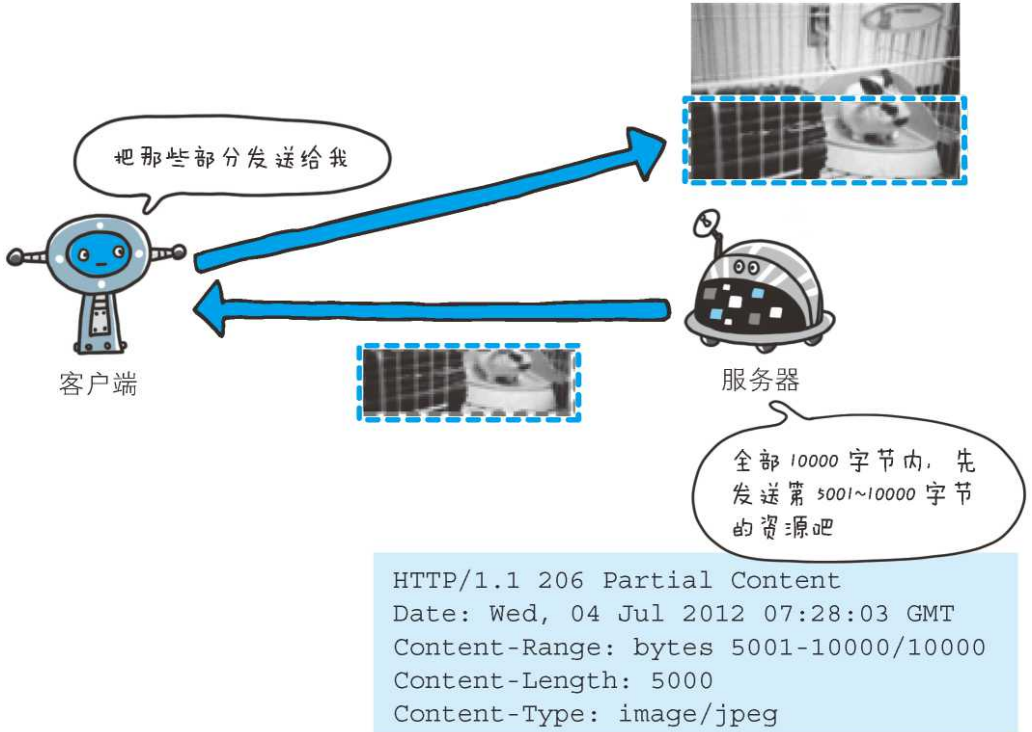 把那些部分发送给我
客户端
服务器
全部 10000 字节内，先
发送第 5001~10000 字节
的资源吧
HTTP/1.1 206 Partial Content
Date: Wed, 04 Jul 2012 07:28:03 GMT
Content-Range: bytes 5001-10000/10000
Content-Length: 5000
Content-Type: image/jpeg